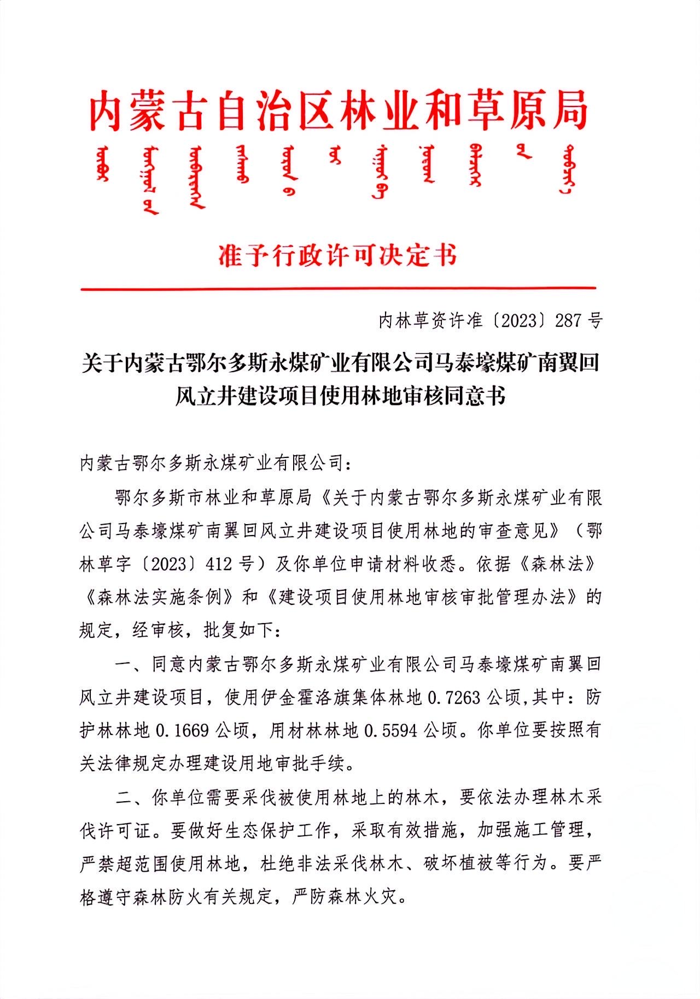 内蒙古自治区林业和草原局
准予行政许可决定书
内林草资许准〔2023〕287 号
关于内蒙古鄂尔多斯永煤矿业有限公司马泰壕煤矿南翼回
风立井建设项目使用林地审核同意书
内蒙古鄂尔多斯永煤矿业有限公司：
鄂尔多斯市林业和草原局《关于内蒙古鄂尔多斯永煤矿业有限
公司马泰壕煤矿南翼回风立井建设项目使用林地的审查意见》（鄂
林草字〔2023〕412 号）及你单位申请材料收悉。依据《森林法》
《森林法实施条例》和《建设项目使用林地审核审批管理办法》的
规定，经审核，批复如下：
一、同意内蒙古鄂尔多斯永煤矿业有限公司马泰壕煤矿南翼回
风立井建设项目，使用伊金霍洛旗集体林地 0.7263 公顷,其中：防
护林林地 0.1669 公顷，用材林林地 0.5594 公顷。你单位要按照有
关法律规定办理建设用地审批手续。
二、你单位需要采伐被使用林地上的林木，要依法办理林木采
伐许可证。要做好生态保护工作，采取有效措施，加强施工管理，
严禁超范围使用林地，杜绝非法采伐林木、破坏植被等行为。要严
格遵守森林防火有关规定，严防森林火灾。